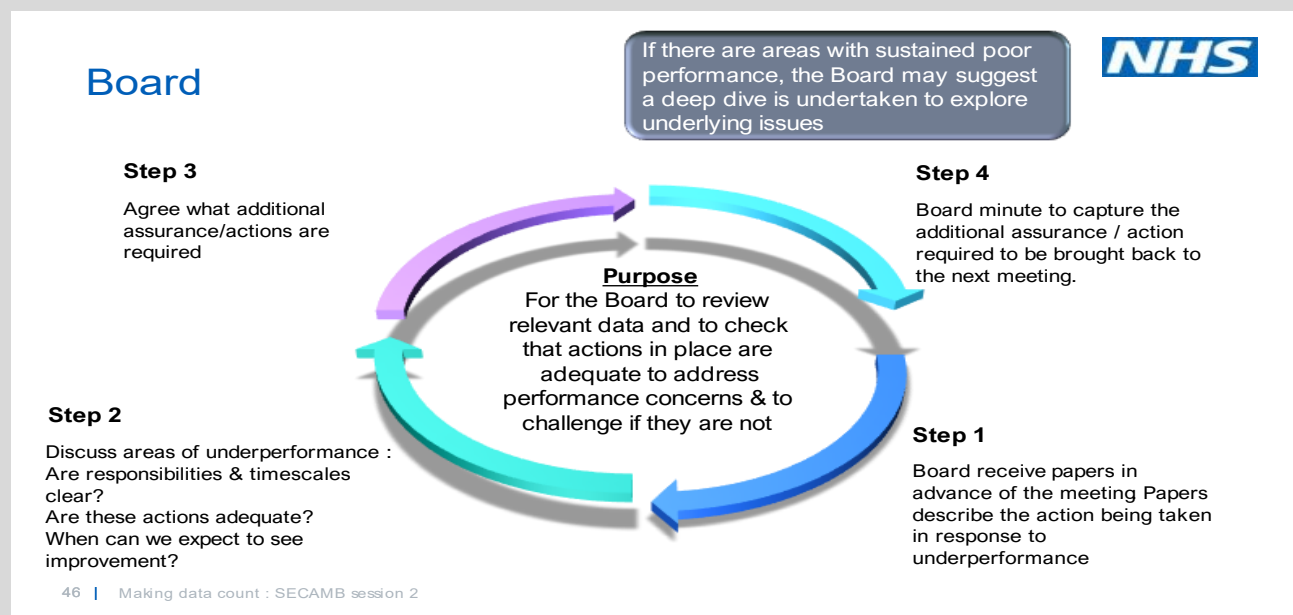 Board
If there are areas with sustained poor
performance, the Board may suggest
a deep dive is undertaken to explore
underlying issues
NHS
Step 3
Agree what additional
assurance/actions are
required
Step 4
Board minute to capture the
additional assurance / action
required to be brought back to
the next meeting.
Purpose
For the Board to review
relevant data and to check
that actions in place are
adequate to address
performance concerns & to
challenge if they are not
Step 2
Discuss areas of underperformance :
Are responsibilities & timescales
clear?
Are these actions adequate?
When can we expect to see
improvement?
Step 1
Board receive papers in
advance of the meeting Papers
describe the action being taken
in response to
underperformance
46 | Making data count : SECAMB session 2